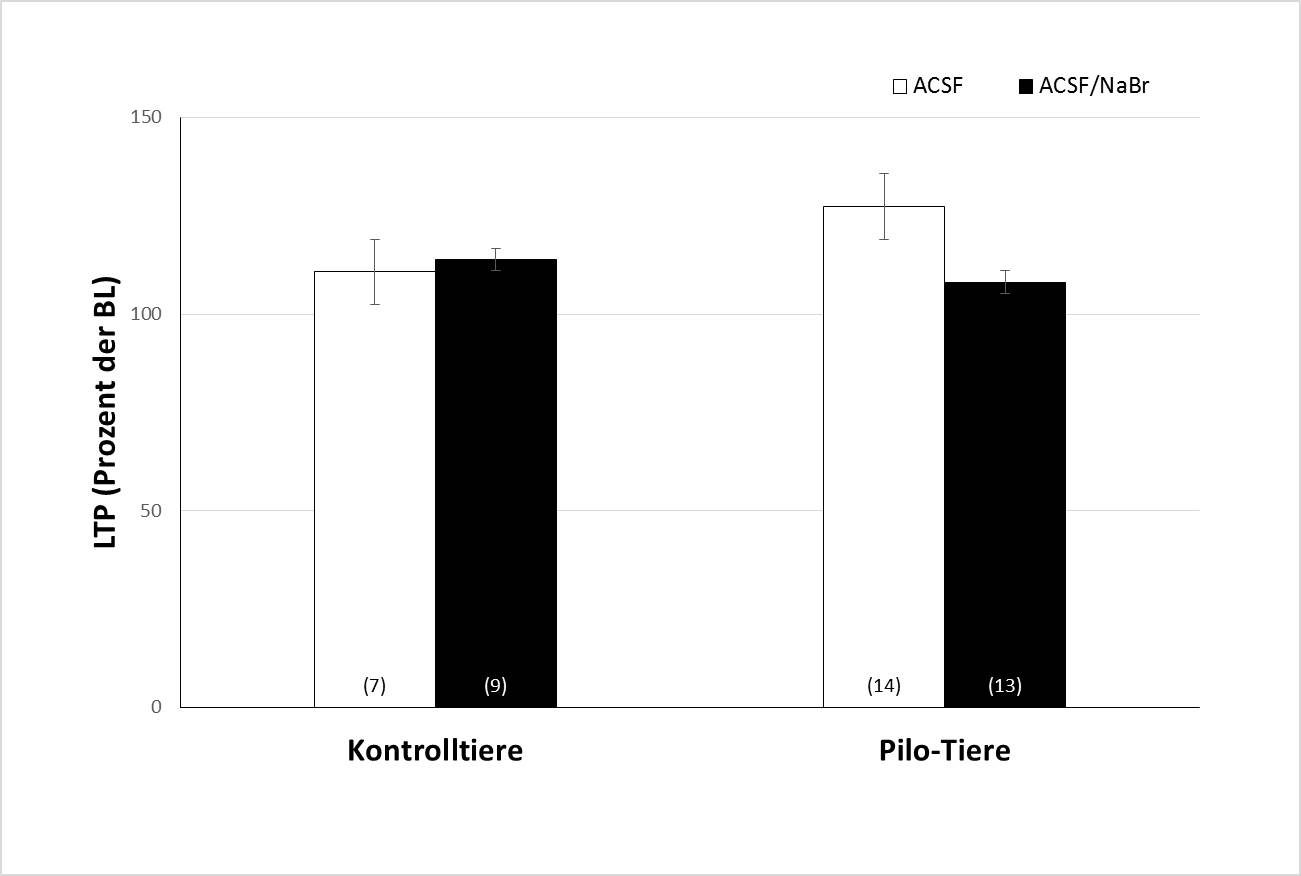 ACSF ACSF/NaBr
150
100
50
0
LTP (Prozent der BL)
(7) (9) (14) (13)
Kontrolltiere Pilo-Tiere